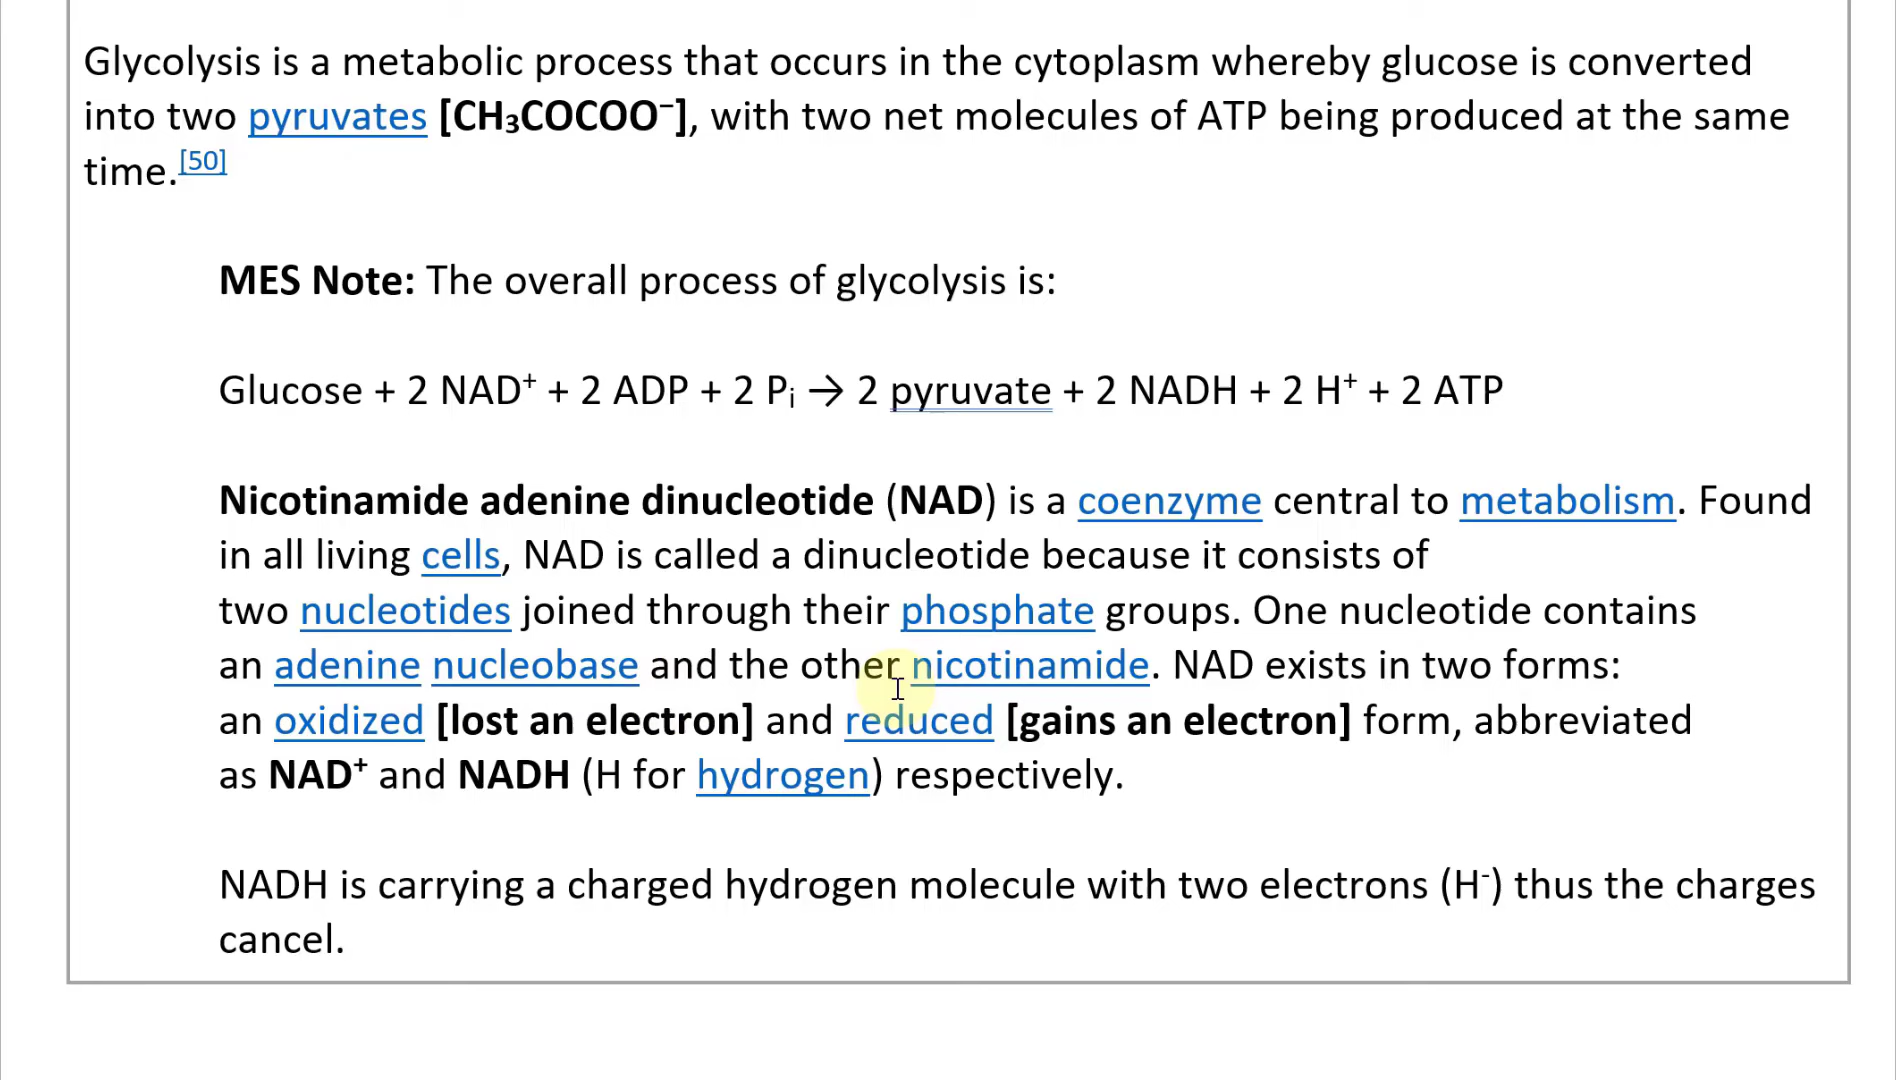 Glycolysis is a metabolic process that occurs in the cytoplasm whereby glucose is converted
into two pyruvates [CH₃COCOO⁻], with two net molecules of ATP being produced at the same
time.[50]
MES Note: The overall process of glycolysis is:
Glucose + 2 NAD⁺ + 2 ADP + 2 Pᵢ → 2 pyruvate + 2 NADH + 2 H⁺ + 2 ATP
Nicotinamide adenine dinucleotide (NAD) is a coenzyme central to metabolism. Found
in all living cells, NAD is called a dinucleotide because it consists of
two nucleotides joined through their phosphate groups. One nucleotide contains
an adenine nucleobase and the other nicotinamide. NAD exists in two forms:
an oxidized [lost an electron] and reduced [gains an electron] form, abbreviated
as NAD⁺ and NADH (H for hydrogen) respectively.
NADH is carrying a charged hydrogen molecule with two electrons (H⁻) thus the charges
cancel.